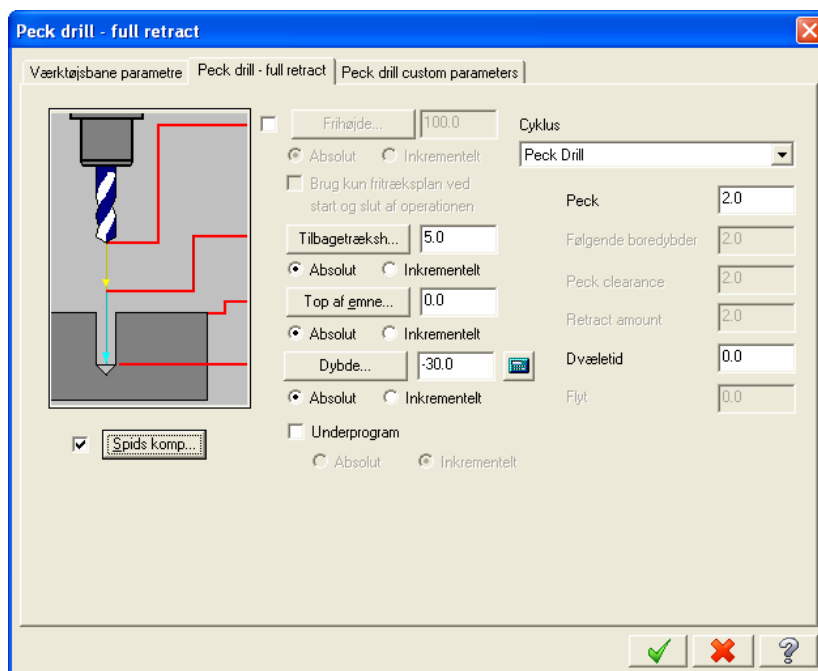 Peck drill - full retract
Værktøjsbane parametre
Peck drill - full retract
Peck drill custom parameters
Frihøjde...
100.0
Absolut
Inkrementelt
Brug kun fritræksplan ved
start og slut af operationen
Tilbagetræksh...
5.0
Absolut
Inkrementelt
Top af emne...
0.0
Absolut
Inkrementelt
Dybde...
-30.0
Absolut
Inkrementelt
Underprogram
Absolut
Inkrementelt
Spids komp...
Cyklus
Peck Drill
Peck
2.0
Følgende boredybder
2.0
Peck clearance
2.0
Retract amount
2.0
Dvæletid
0.0
Flyt
0.0